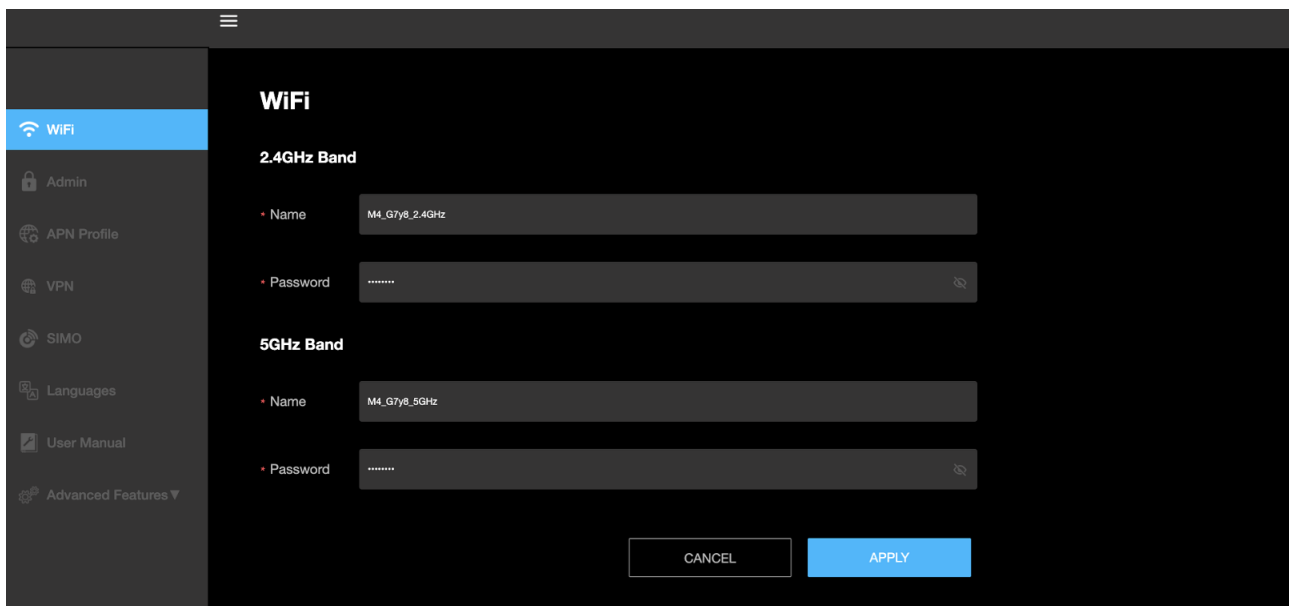 WiFi
Admin
APN Profile
VPN
SIMO
Languages
User Manual
Advanced Features▼
WiFi
2.4GHz Band
* Name M4_G7y8_2.4GHz
* Password ••••••••
5GHz Band
* Name M4_G7y8_5GHz
* Password ••••••••
CANCEL APPLY